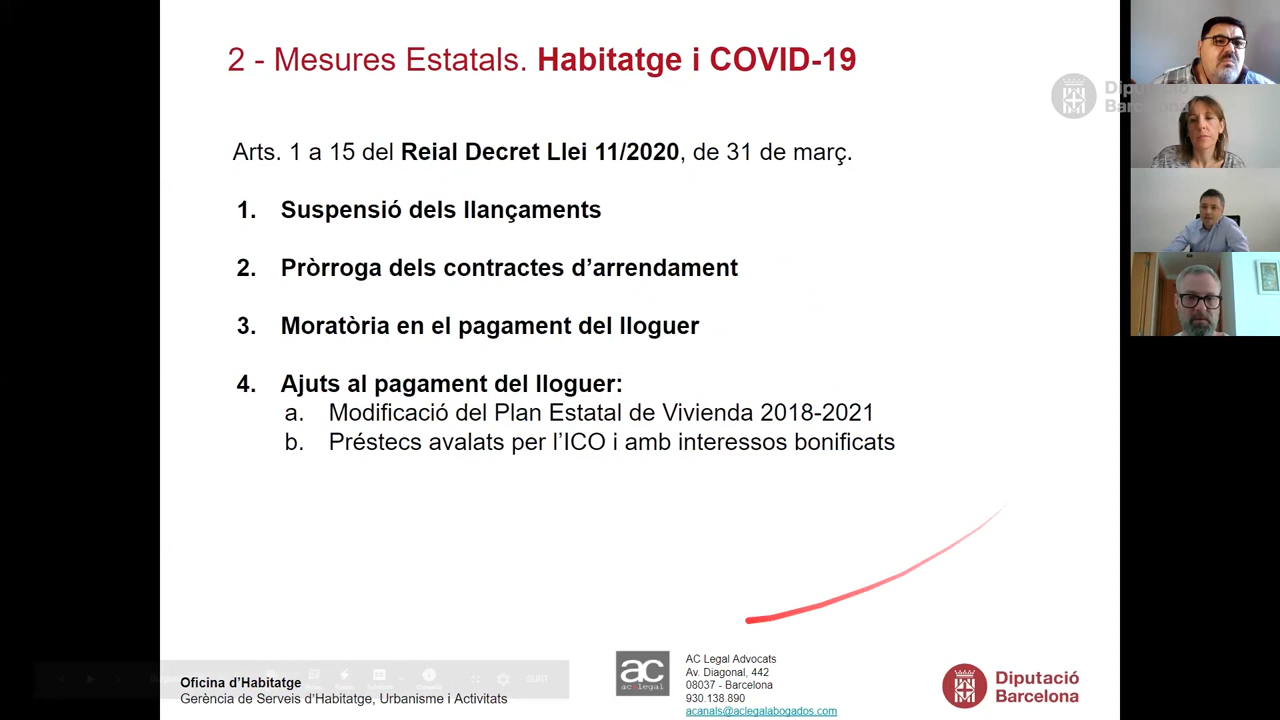 2 - Mesures Estatals. Habitatge i COVID-19
Diputació
Barcelona
Arts. 1 a 15 del Reial Decret Llei 11/2020, de 31 de març.
1. Suspensió dels llançaments
2. Pròrroga dels contractes d’arrendament
3. Moratòria en el pagament del lloguer
4. Ajuts al pagament del lloguer:
a. Modificació del Plan Estatal de Vivienda 2018-2021
b. Préstecs avalats per l’ICO i amb interessos bonificats
Oficina d’Habitatge
Gerència de Serveis d’Habitatge, Urbanisme i Activitats
ac
ac legal
AC Legal Advocats
Av. Diagonal, 442
08037 - Barcelona
930.138.890
acanals@aclegalabogados.com
Diputació
Barcelona